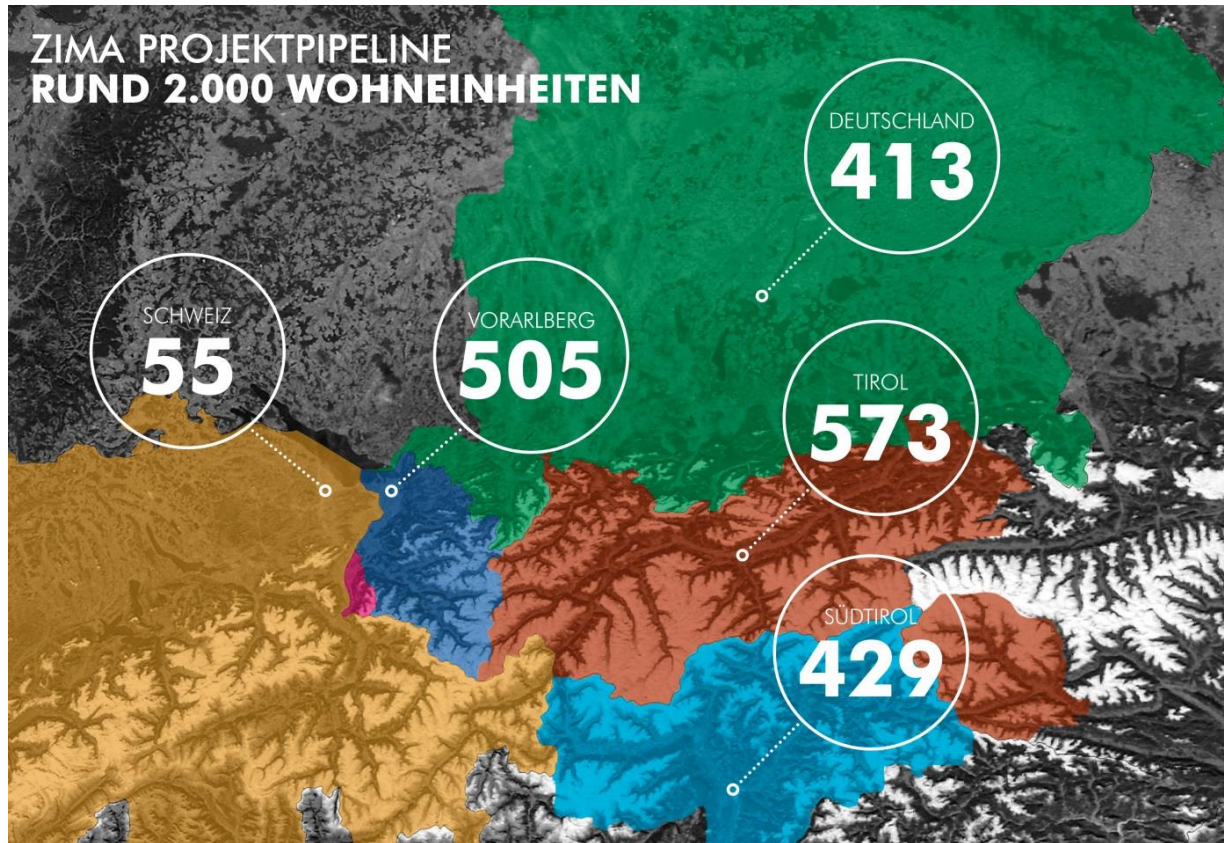 ZIMA PROJEKTPIPELINE
RUND 2.000 WOHNEINHEITEN
DEUTSCHLAND
413
SCHWEIZ
55
VORARLBERG
505
TIROL
573
SÜDTIROL
429